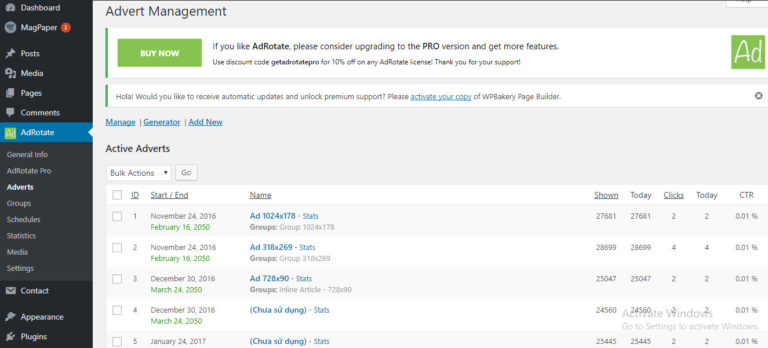 Dashboard
MagPaper 3
Posts
Media
Pages
Comments
AdRotate
General Info
AdRotate Pro
Adverts
Groups
Schedules
Statistics
Media
Settings
Contact
Appearance
Plugins
Advert Management
BUY NOW
If you like AdRotate, please consider upgrading to the PRO version and get more features.
Use discount code getadrotatepro for 10% off on any AdRotate license! Thank you for your support!
Ad
Hola! Would you like to receive automatic updates and unlock premium support? Please activate your copy of WPBakery Page Builder.
Manage | Generator | Add New
Active Adverts
Bulk Actions Go
ID Start / End Name Shown Today Clicks Today CTR
1 November 24, 2016 Ad 1024x178 - Stats 27681 27681 2 2 0.01 %
February 16, 2050 Groups: Group 1024x178
2 November 24, 2016 Ad 318x269 - Stats 28699 28699 4 4 0.01 %
February 16, 2050 Groups: Group 318x269
3 December 30, 2016 Ad 728x90 - Stats 25047 25047 2 2 0.01 %
March 24, 2050 Groups: Inline Article - 728x90
4 December 30, 2016 (Chưa sử dụng) - Stats 24560 24560 2 2 0.01 %
March 24, 2050
Activate Windows
Go to Settings to activate Windows.
5 January 24, 2017 (Chưa sử dụng) - Stats 25445 25445 2 2 0.01 %